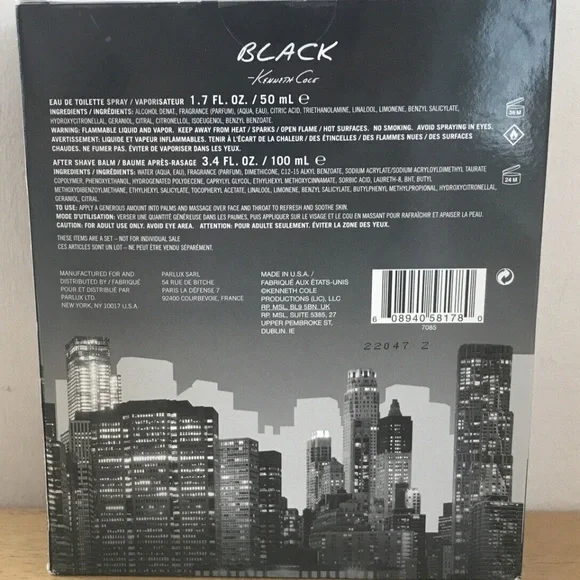 BLACK
Kenneth Cole
EAU DE TOILETTE SPRAY / VAPORISATEUR 1.7 FL. OZ. / 50 mL ℮
INGREDIENTS / INGRÉDIENTS: ALCOHOL DENAT., FRAGRANCE (PARFUM), (AQUA, EAU), CITRIC ACID, TRIETHANOLAMINE, LINALOOL, LIMONENE, BENZYL SALICYLATE,
HYDROXYCITRONELLAL, GERANIOL, CITRAL, CITRONELLOL, ISOEUGENOL, BENZYL BENZOATE.
WARNING: FLAMMABLE LIQUID AND VAPOR. KEEP AWAY FROM HEAT / SPARKS / OPEN FLAME / HOT SURFACES. NO SMOKING. AVOID SPRAYING IN EYES.
AVERTISSEMENT: LIQUIDE ET VAPEUR INFLAMMABLES. TENIR À L'ÉCART DE LA CHALEUR / DES ÉTINCELLES / DES FLAMMES NUES / DES SURFACES
CHAUDES. NE PAS FUMER. ÉVITER DE VAPORISER DANS LES YEUX.
AFTER SHAVE BALM / BAUME APRÈS-RASAGE 3.4 FL. OZ. / 100 mL ℮
INGREDIENTS / INGRÉDIENTS: WATER (AQUA, EAU), FRAGRANCE (PARFUM), DIMETHICONE, C12-15 ALKYL BENZOATE, SODIUM ACRYLATE/SODIUM ACRYLOYLDIMETHYL TAURATE
COPOLYMER, PHENOXYETHANOL, HYDROGENATED POLYDECENE, CAPRYLYL GLYCOL, ETHYLHEXYL METHOXYCINNAMATE, SORBIC ACID, LAURETH-8, BHT, BUTYL
METHOXYDIBENZOYLMETHANE, ETHYLHEXYL SALICYLATE, TOCOPHERYL ACETATE, LINALOOL, LIMONENE, BENZYL SALICYLATE, BUTYLPHENYL METHYLPROPIONAL, HYDROXYCITRONELLAL,
GERANIOL, CITRAL.
TO USE: APPLY A GENEROUS AMOUNT INTO PALMS AND MASSAGE OVER FACE AND THROAT TO REFRESH AND SOOTHE SKIN.
MODE D'UTILISATION: VERSER UNE QUANTITÉ GÉNÉREUSE DANS LES PAUMES, PUIS APPLIQUER SUR LE VISAGE ET LE COU EN MASSANT POUR RAFRAÎCHIR ET APAISER LA PEAU.
CAUTION: FOR ADULT USE ONLY. AVOID EYE AREA. ATTENTION: POUR ADULTE SEULEMENT. ÉVITER LA ZONE DES YEUX.
THESE ITEMS ARE A SET – NOT FOR INDIVIDUAL SALE
CES ARTICLES SONT ON LOT – NE PEUT ÊTRE VENDU SÉPARÉMENT.
36 M
24 M
MANUFACTURED FOR AND
DISTRIBUTED BY / FABRIQUÉ
POUR ET DISTRIBUÉ PAR
PARLUX LTD.
NEW YORK, NY 10017 U.S.A.
PARLUX SARL
54 RUE DE BITCHE
PARIS LA DÉFENSE 7
92400 COURBEVOIE, FRANCE
MADE IN U.S.A. /
FABRIQUÉ AUX ÉTATS-UNIS
©KENNETH COLE
PRODUCTIONS (LIC), LLC
RP. MSL, BL9 5BN, UK
RP. MSL, SUITE 5385, 27
UPPER PEMBROKE ST,
DUBLIN. IE
6 08940 58178 0
7085
22047 2